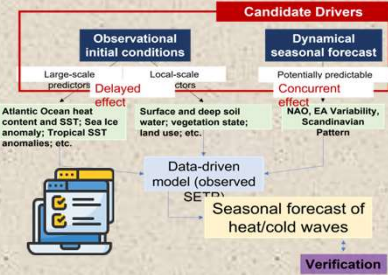 Candidate Drivers
Observational
initial conditions
Dynamical
seasonal forecast
Large-scale
predictors
Local-scale
ctors
Potentially predictable
Delayed
effect
Concurrent
effect
Atlantic Ocean heat
content and SST; Sea Ice
anomaly; Tropical SST
anomalies; etc.
Surface and deep soil
water; vegetation state;
land use; etc.
NAO, EA Variability,
Scandinavian
Pattern
Data-driven
model (observed
Seasonal forecast of
heat/cold waves
Verification